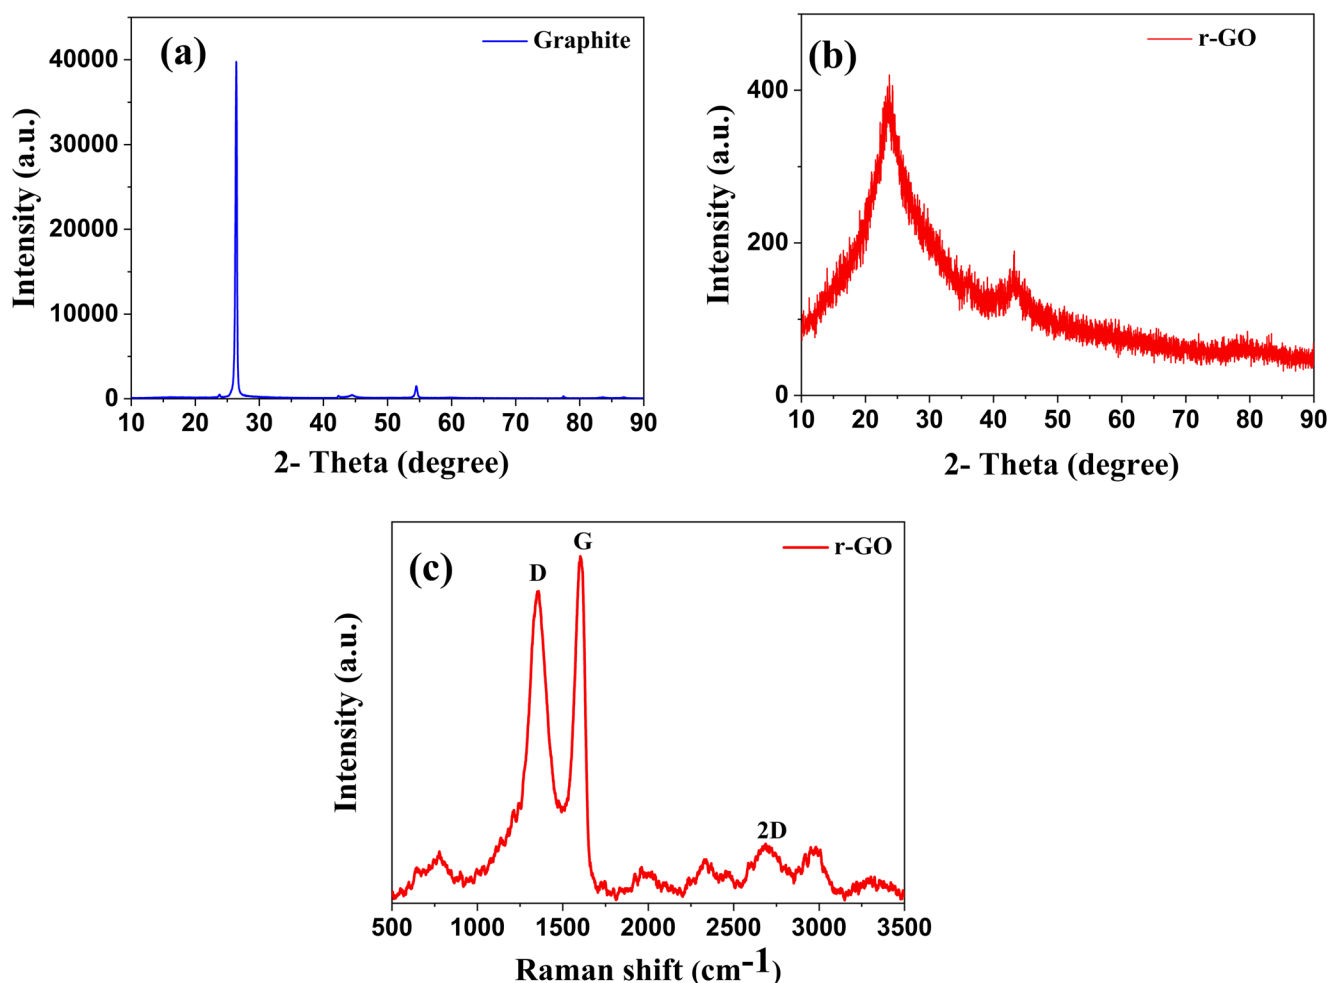 (a)
Graphite
40000
30000
20000
10000
0
10 20 30 40 50 60 70 80 90
Intensity (a.u.)
2- Theta (degree)
(b)
r-GO
400
200
0
10 20 30 40 50 60 70 80 90
Intensity (a.u.)
2- Theta (degree)
(c)
r-GO
D
G
2D
500 1000 1500 2000 2500 3000 3500
Intensity (a.u.)
Raman shift (cm-1)